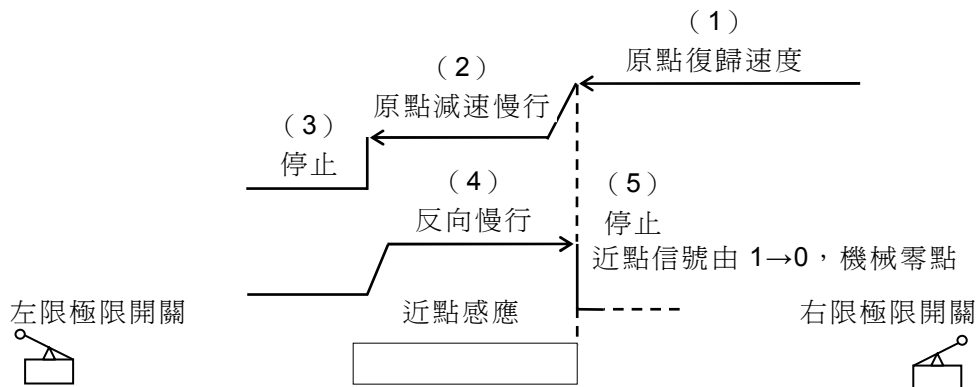 （1）
原點復歸速度
（2）
原點減速慢行
（3）
停止
（4）
反向慢行
（5）
停止
近點信號由 1→0，機械零點
左限極限開關
近點感應
右限極限開關